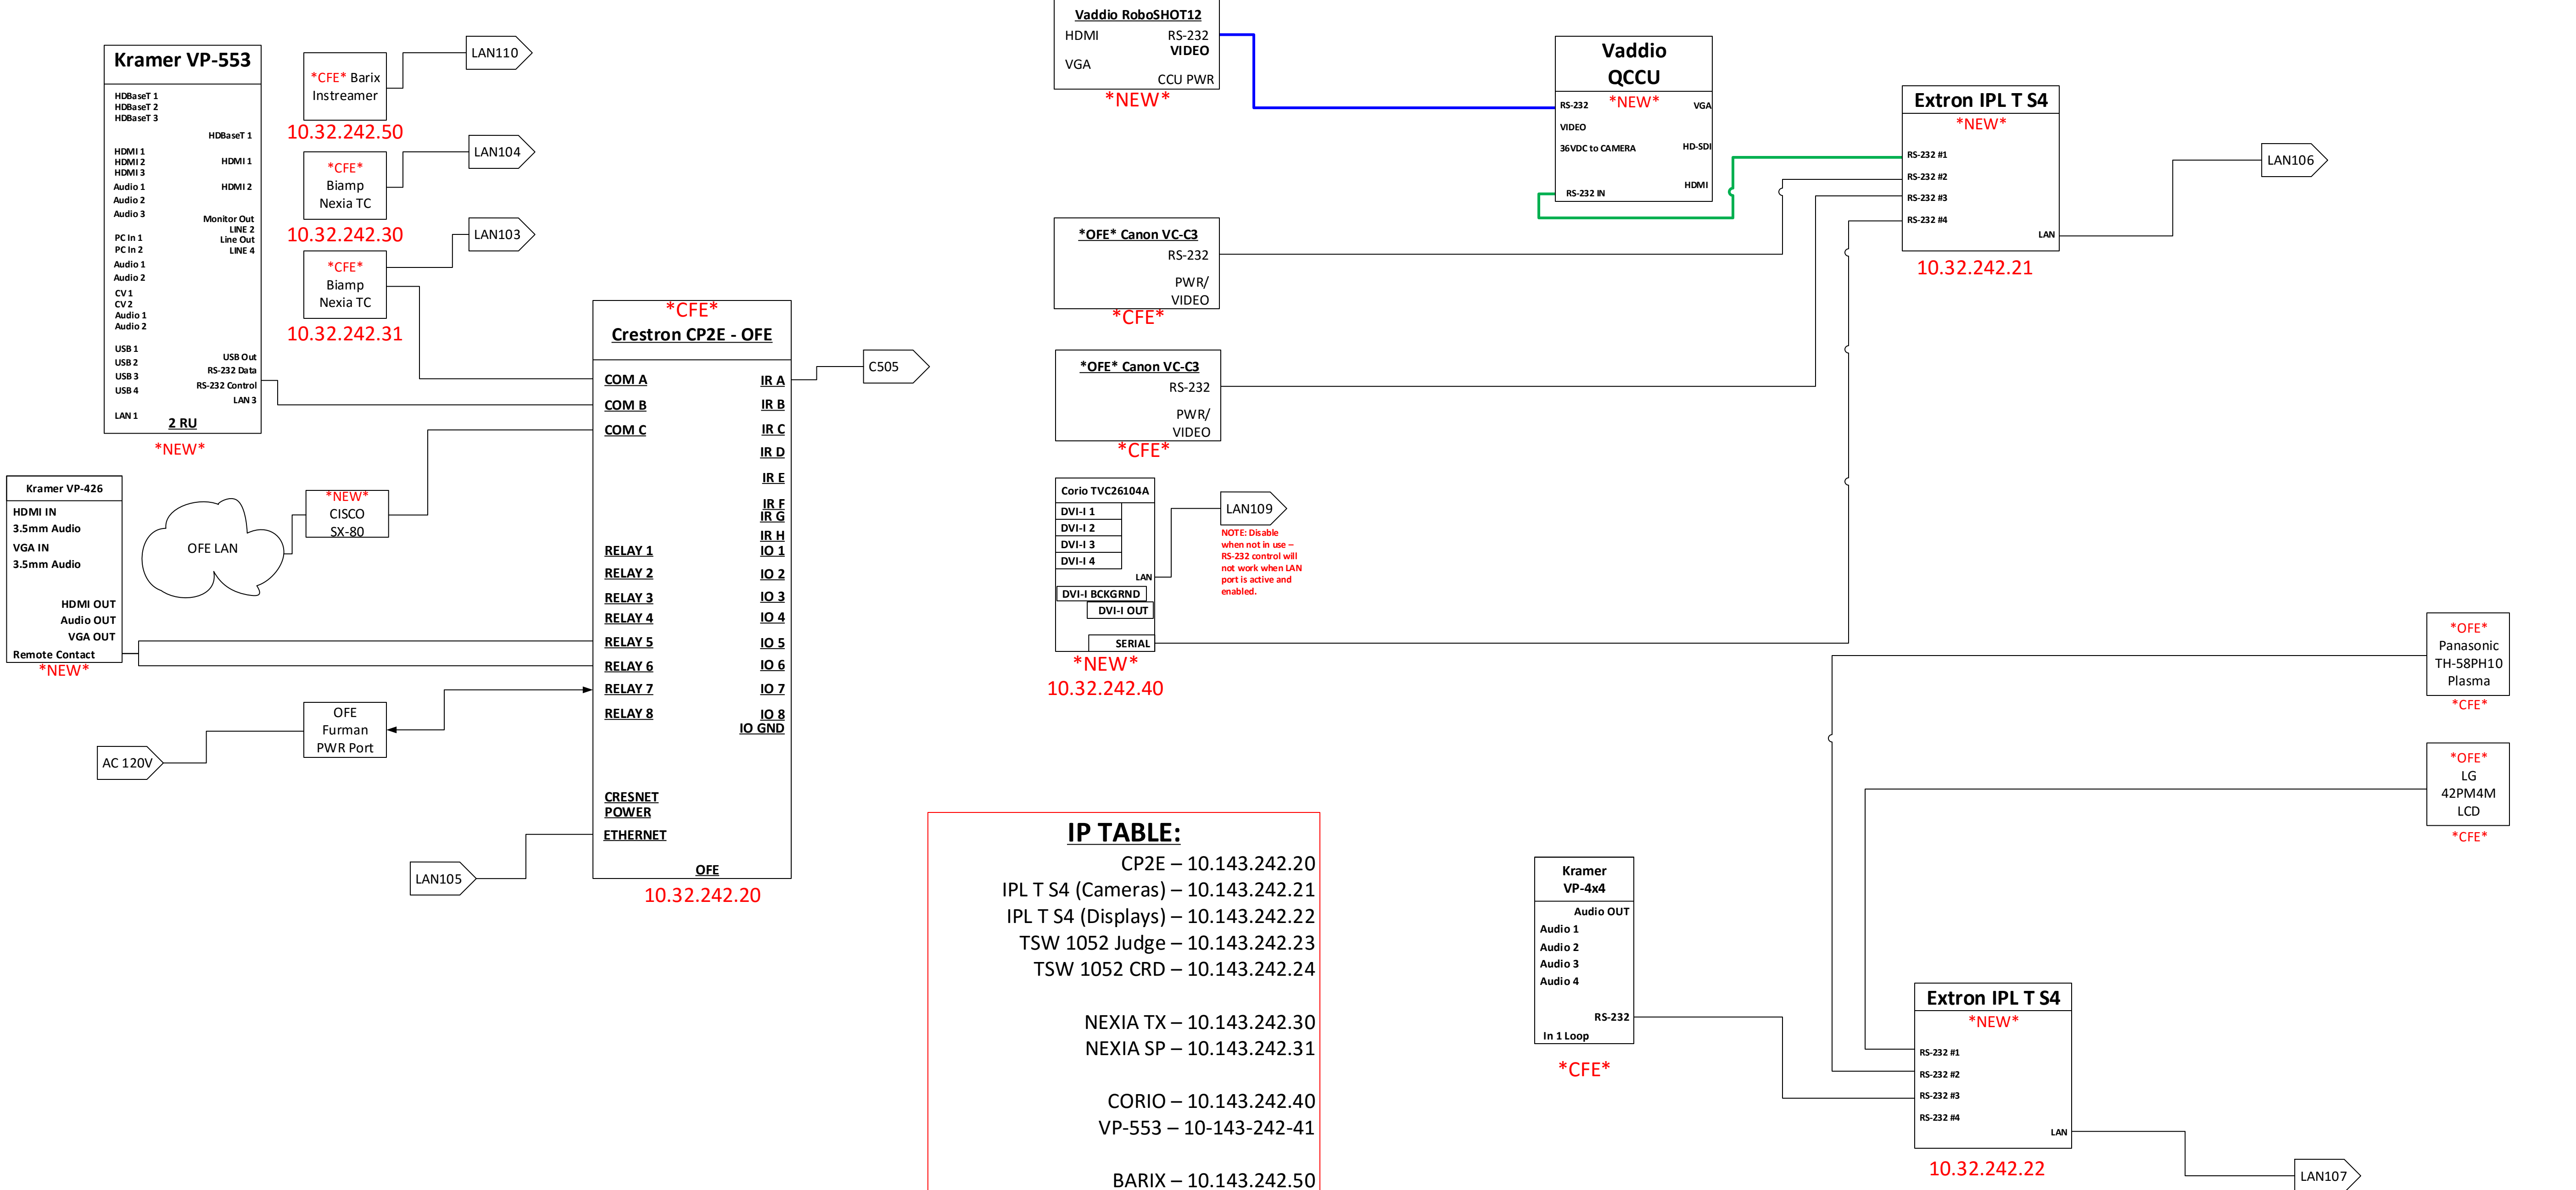 Kramer VP-553
HDBaseT 1
HDBaseT 2
HDBaseT 3
HDBaseT 1
HDMI 1
HDMI 2
HDMI 3
HDMI 1
Audio 1
HDMI 2
Audio 2
Audio 3
Monitor Out
LINE 2
Line Out
LINE 4
PC In 1
PC In 2
Audio 1
Audio 2
CV 1
CV 2
Audio 1
Audio 2
USB 1
USB 2
USB 3
USB 4
USB Out
RS-232 Data
RS-232 Control
LAN 3
LAN 1
2 RU
*NEW*
*CFE* Barix
Instreamer
10.32.242.50
LAN110
*CFE*
Biamp
Nexia TC
10.32.242.30
LAN104
*CFE*
Biamp
Nexia TC
10.32.242.31
LAN103
Kramer VP-426
HDMI IN
3.5mm Audio
VGA IN
3.5mm Audio
HDMI OUT
Audio OUT
VGA OUT
Remote Contact
*NEW*
OFE LAN
*NEW*
CISCO
SX-80
OFE
Furman
PWR Port
AC 120V
LAN105
*CFE*
Crestron CP2E - OFE
COM A
COM B
COM C
RELAY 1
RELAY 2
RELAY 3
RELAY 4
RELAY 5
RELAY 6
RELAY 7
RELAY 8
CRESNET
POWER
ETHERNET
IR A
IR B
IR C
IR D
IR E
IR F
IR G
IR H
IO 1
IO 2
IO 3
IO 4
IO 5
IO 6
IO 7
IO 8
IO GND
OFE
10.32.242.20
C505
Vaddio RoboSHOT12
HDMI
RS-232
VIDEO
VGA
CCU PWR
*NEW*
*OFE* Canon VC-C3
RS-232
PWR/
VIDEO
*CFE*
*OFE* Canon VC-C3
RS-232
PWR/
VIDEO
*CFE*
Corio TVC26104A
DVI-I 1
DVI-I 2
DVI-I 3
DVI-I 4
LAN
DVI-I BCKGRND
DVI-I OUT
SERIAL
*NEW*
10.32.242.40
LAN109
NOTE: Disable
when not in use –
RS-232 control will
not work when LAN
port is active and
enabled.
Vaddio
QCCU
*NEW*
RS-232
VIDEO
36VDC to CAMERA
RS-232 IN
VGA
HD-SDI
HDMI
Extron IPL T S4
*NEW*
RS-232 #1
RS-232 #2
RS-232 #3
RS-232 #4
LAN
10.32.242.21
LAN106
IP TABLE:
CP2E – 10.143.242.20
IPL T S4 (Cameras) – 10.143.242.21
IPL T S4 (Displays) – 10.143.242.22
TSW 1052 Judge – 10.143.242.23
TSW 1052 CRD – 10.143.242.24
NEXIA TX – 10.143.242.30
NEXIA SP – 10.143.242.31
CORIO – 10.143.242.40
VP-553 – 10-143-242-41
BARIX – 10.143.242.50
Kramer
VP-4x4
Audio OUT
Audio 1
Audio 2
Audio 3
Audio 4
RS-232
In 1 Loop
*CFE*
*OFE*
Panasonic
TH-58PH10
Plasma
*CFE*
*OFE*
LG
42PM4M
LCD
*CFE*
Extron IPL T S4
*NEW*
RS-232 #1
RS-232 #2
RS-232 #3
RS-232 #4
LAN
10.32.242.22
LAN107